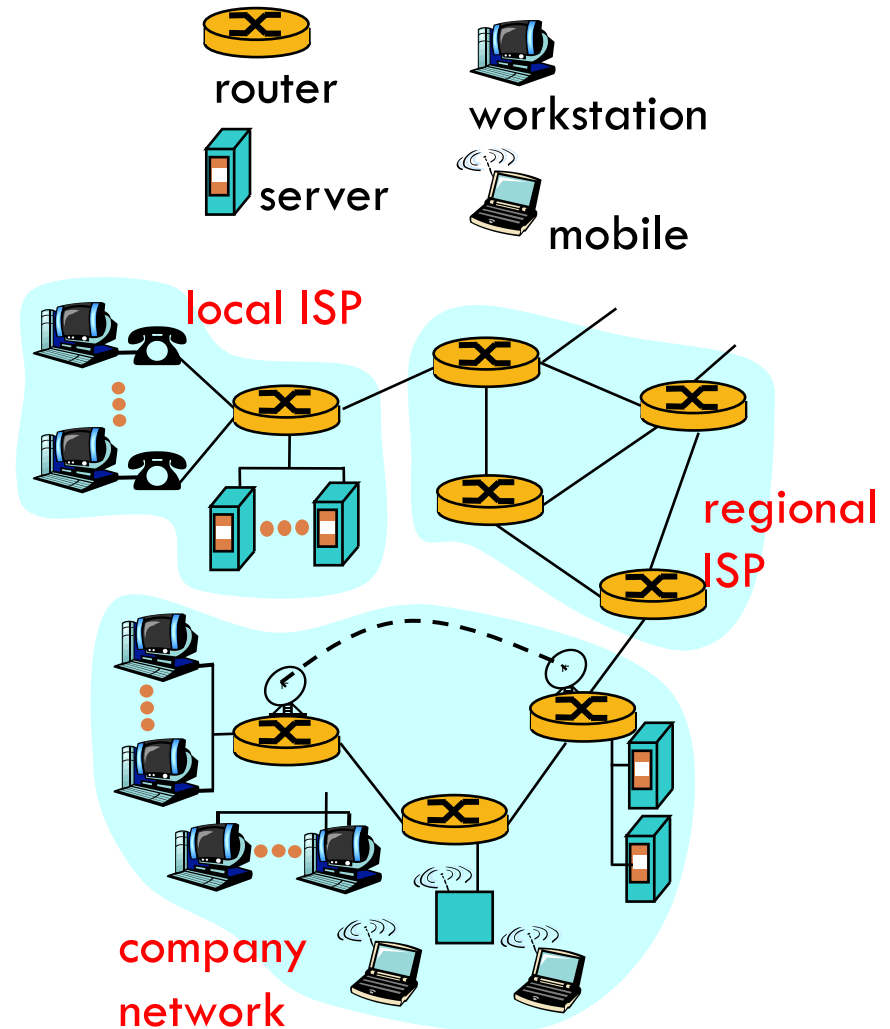 router
workstation
server
mobile
local ISP
regional
ISP
company
network